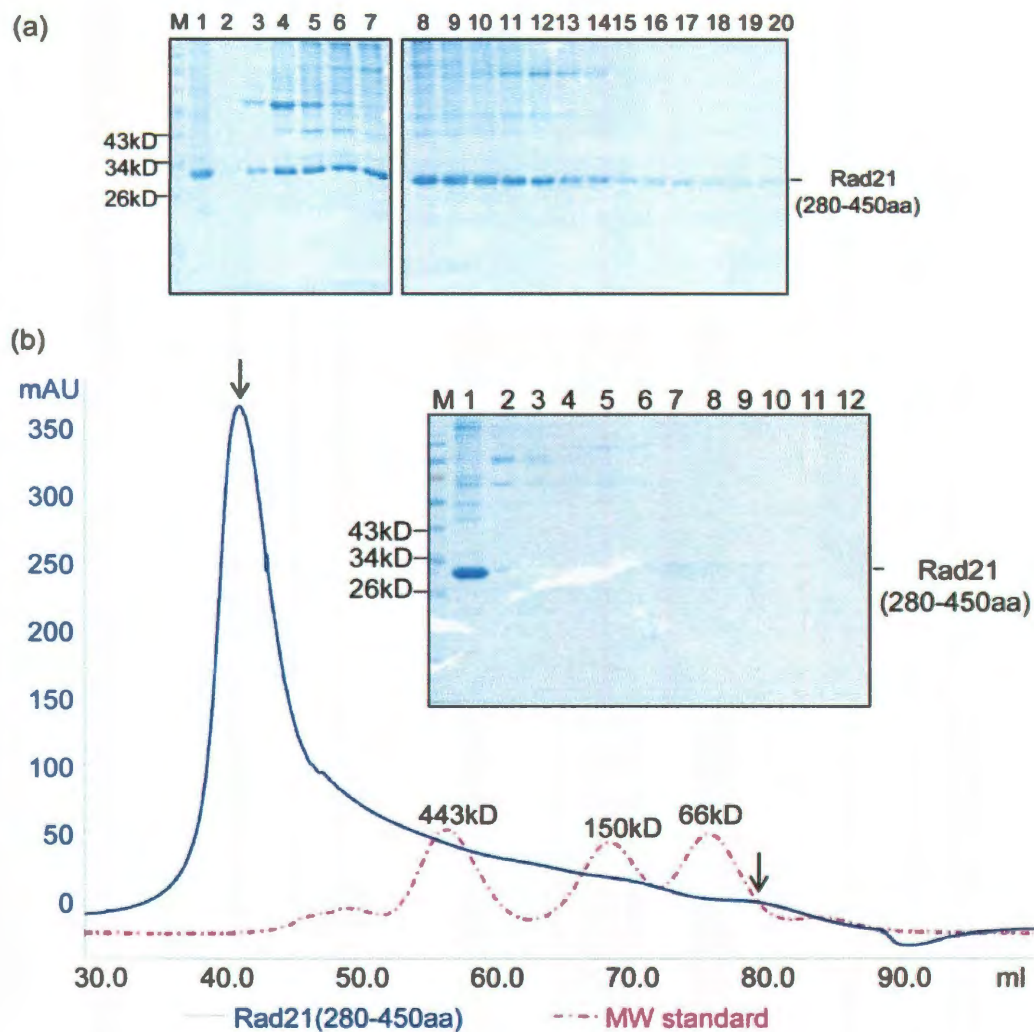 (a)
M 1 2 3 4 5 6 7 8 9 10 11 12 13 14 15 16 17 18 19 20
43kD
34kD
26kD
Rad21
(280-450aa)
(b)
mAU
350
300
250
200
150
100
50
0
M 1 2 3 4 5 6 7 8 9 10 11 12
43kD
34kD
26kD
Rad21
(280-450aa)
443kD 150kD 66kD
30.0 40.0 50.0 60.0 70.0 80.0 90.0 ml
Rad21(280-450aa) MW standard